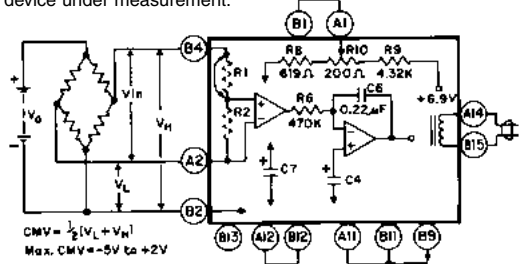 device under measurement.
B1 A1
R8 R10 R9
619Ω 200Ω 4.32K
B4
R1
Vin
VH
R2
R6
470K
C6
0.22µF
+6.9V
A14
B15
+
VG
-
A2
VL
C7
C4
B2
CMV = ½[VL + VH]
Max. CMV = -5V to +2V
B13 A12 B12 A11 B11 B9